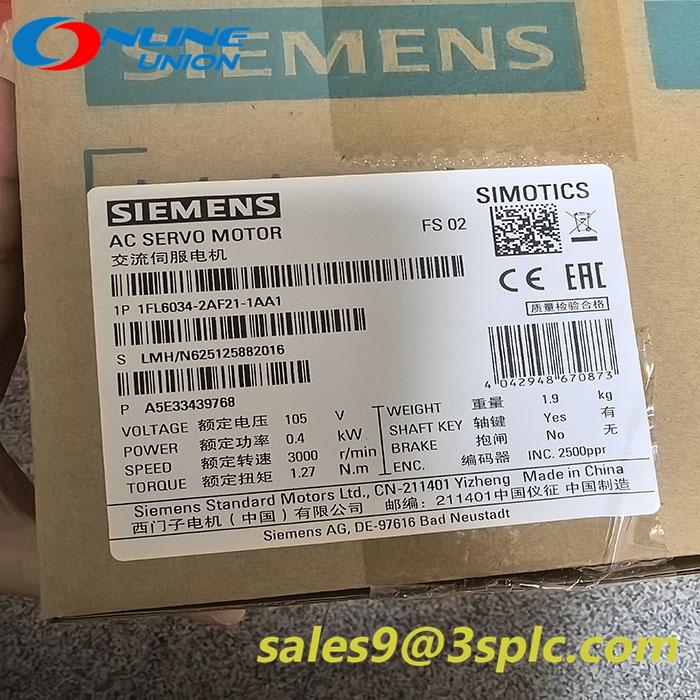 ONLINE
UNION
SIEMENS
SIEMENS
SIMOTICS
AC SERVO MOTOR
FS 02
交流伺服电机
CE EAC
1P 1FL6034-2AF21-1AA1
质量检验合格
S LMH/N625125882016
4 042948 670873
P A5E33439768
VOLTAGE 额定电压 105 V
POWER 额定功率 0.4 kW
SPEED 额定转速 3000 r/min
TORQUE 额定扭矩 1.27 N.m
WEIGHT 重量 1.9 kg
SHAFT KEY 轴键 Yes 有
BRAKE 抱闸 No 无
ENC. 编码器 INC. 2500ppr
Siemens Standard Motors Ltd., CN-211401 Yizheng Made in China
西门子电机（中国）有限公司 邮编：211401中国仪征 中国制造
Siemens AG, DE-97616 Bad Neustadt
sales9@3splc.com